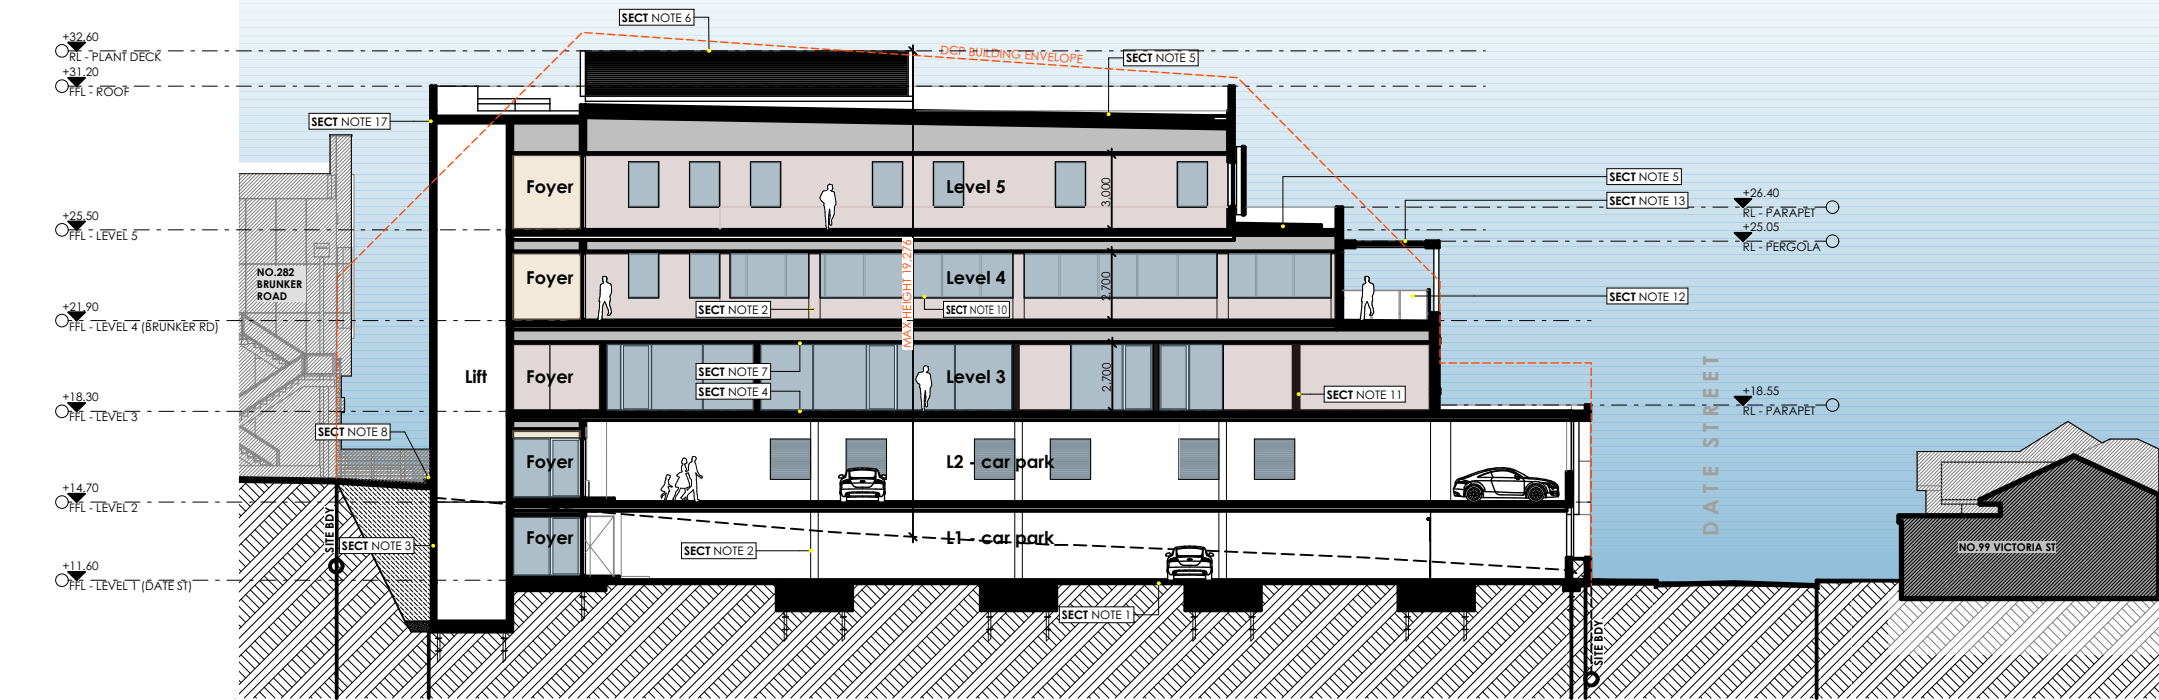 SECT NOTE 6
+32.60
RL - PLANT DECK
DCP BUILDING ENVELOPE
SECT NOTE 5
+31.20
FFL - ROOF
SECT NOTE 17
Foyer
Level 5
3,000
SECT NOTE 5
SECT NOTE 13
+26.40
RL - PARAPET
+25.50
FFL - LEVEL 5
+25.05
RL - PERGOLA
NO.282
BRUNKER
ROAD
Foyer
Level 4
2,700
MAX HEIGHT 19.276
SECT NOTE 2
SECT NOTE 10
SECT NOTE 12
+21.90
FFL - LEVEL 4 (BRUNKER RD)
Lift
Foyer
SECT NOTE 7
SECT NOTE 4
Level 3
2,700
SECT NOTE 11
+18.55
RL - PARAPET
+18.30
FFL - LEVEL 3
SECT NOTE 8
DATE STREET
Foyer
L2 - car park
+14.70
FFL - LEVEL 2
SITE BDY
SECT NOTE 3
Foyer
SECT NOTE 2
L1 - car park
NO.99 VICTORIA ST
+11.60
FFL - LEVEL 1 (DATE ST)
SECT NOTE 1
SITE BDY